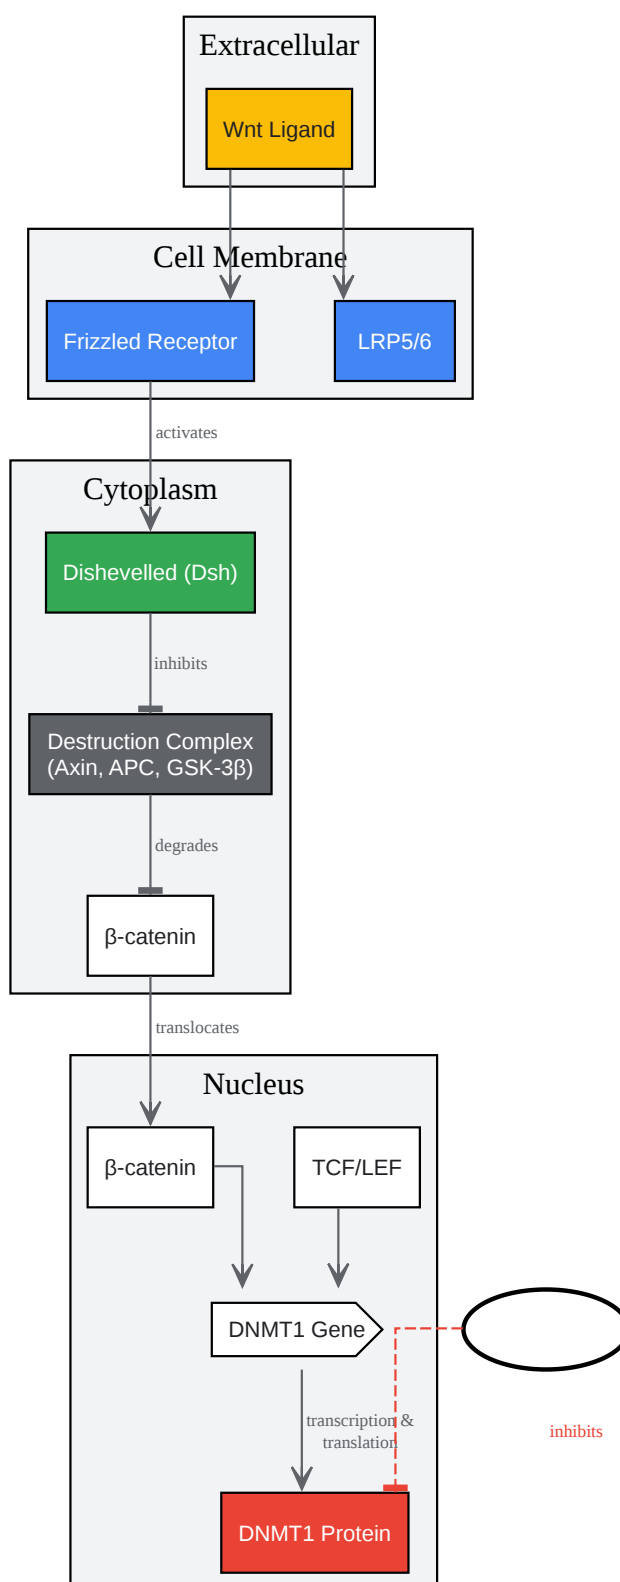 Extracellular
Wnt Ligand
Cell Membrane
Frizzled Receptor
LRP5/6
activates
Cytoplasm
Dishevelled (Dsh)
inhibits
Destruction Complex
(Axin, APC, GSK-3β)
degrades
β-catenin
translocates
Nucleus
β-catenin
TCF/LEF
DNMT1 Gene
transcription &
translation
inhibits
DNMT1 Protein